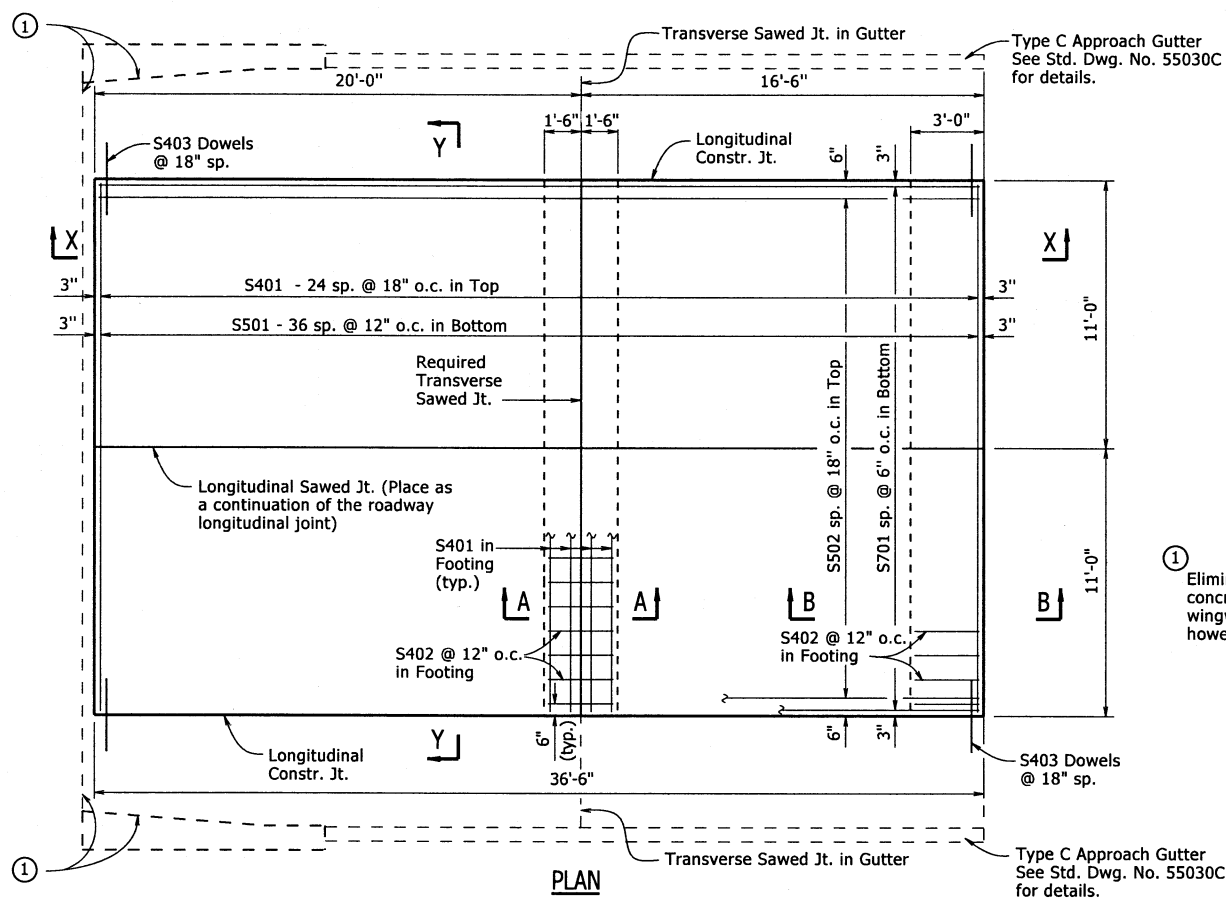 1
Transverse Sawed Jt. in Gutter
Type C Approach Gutter
See Std. Dwg. No. 55030C
for details.
20'-0"
16'-6"
1'-6"
1'-6"
3'-0"
S403 Dowels
@ 18" sp.
Y
Longitudinal
Constr. Jt.
6"
3"
X
X
3"
S401 - 24 sp. @ 18" o.c. in Top
3"
3"
S501 - 36 sp. @ 12" o.c. in Bottom
3"
11'-0"
Required
Transverse
Sawed Jt.
S502 sp. @ 18" o.c. in Top
S701 sp. @ 6" o.c. in Bottom
Longitudinal Sawed Jt. (Place as
a continuation of the roadway
longitudinal joint)
S401 in
Footing
(typ.)
A
A
B
B
11'-0"
1
Elimin
concr
wingv
howe
S402 @ 12" o.c.
in Footing
S402 @ 12" o.c.
in Footing
Longitudinal
Constr. Jt.
Y
6"
(typ.)
6"
3"
S403 Dowels
@ 18" sp.
36'-6"
1
Transverse Sawed Jt. in Gutter
Type C Approach Gutter
See Std. Dwg. No. 55030C
for details.
PLAN